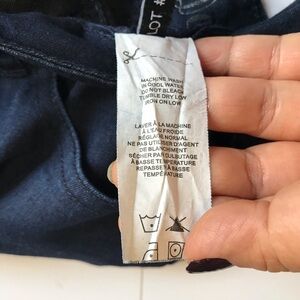 LOT #
MACHINE WASH
IN COOL WATER
DO NOT BLEACH
TUMBLE DRY LOW
IRON ON LOW
LAVER À LA MACHINE
À L'EAU FROIDE
RÉGLAGE NORMAL
NE PAS UTILISER D'AGENT
DE BLANCHIMENT
SÉCHER PAR CULBUTAGE
À BASSE TEMPÉRATURE
REPASSER À BASSE
TEMPÉRATURE